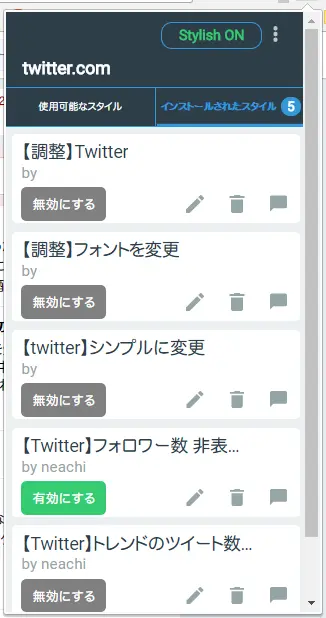 Stylish ON
twitter.com
使用可能なスタイル
インストールされたスタイル 5
【調整】Twitter
by
無効にする
【調整】フォントを変更
by
無効にする
【twitter】シンプルに変更
by
無効にする
【Twitter】フォロワー数 非表...
by neachi
有効にする
【Twitter】トレンドのツイート数...
by neachi
無効にする